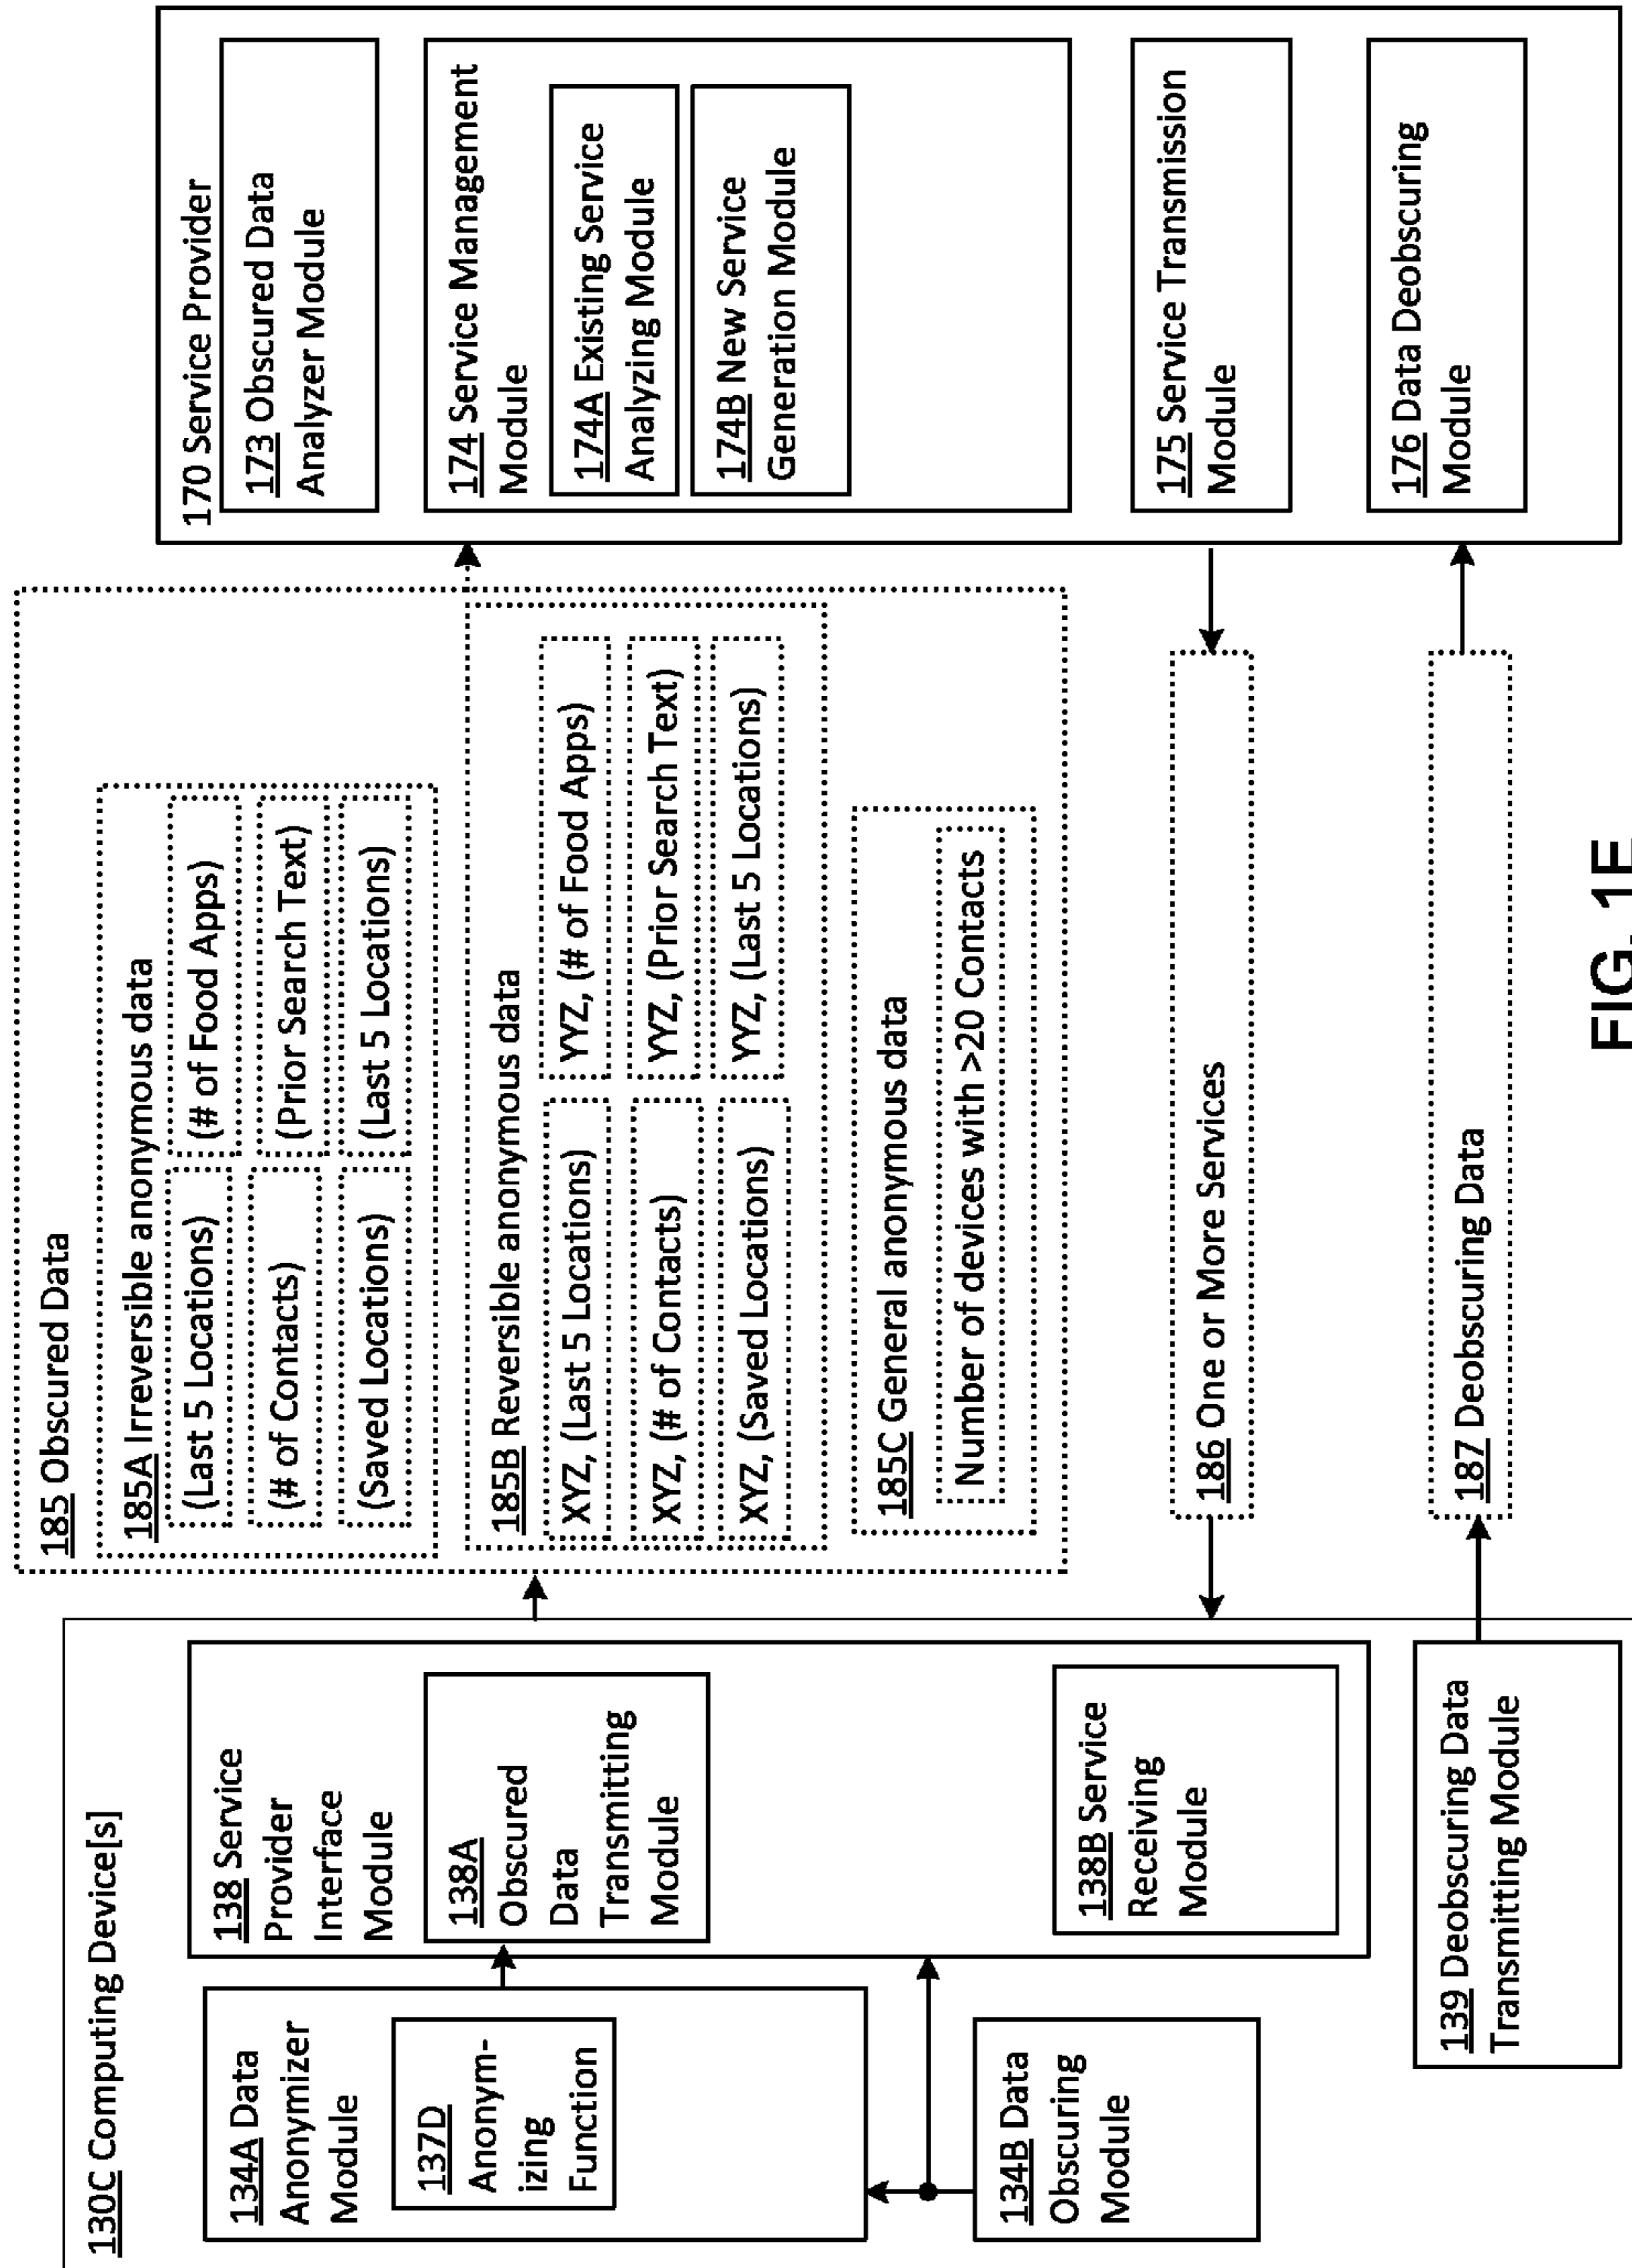 130C Computing Device[s]
134A Data
Anonymizer
Module
137D
Anonym-
izing
Function
134B Data
Obscuring
Module
138 Service
Provider
Interface
Module
138A
Obscured
Data
Transmitting
Module
138B Service
Receiving
Module
139 Deobscuring Data
Transmitting Module
185 Obscured Data
185A Irreversible anonymous data
(Last 5 Locations)
(# of Food Apps)
(# of Contacts)
(Prior Search Text)
(Saved Locations)
(Last 5 Locations)
185B Reversible anonymous data
XYZ, (Last 5 Locations)
YYZ, (# of Food Apps)
XYZ, (# of Contacts)
YYZ, (Prior Search Text)
XYZ, (Saved Locations)
YYZ, (Last 5 Locations)
185C General anonymous data
Number of devices with >20 Contacts
186 One or More Services
187 Deobscuring Data
170 Service Provider
173 Obscured Data
Analyzer Module
174 Service Management
Module
174A Existing Service
Analyzing Module
174B New Service
Generation Module
175 Service Transmission
Module
176 Data Deobscuring
Module